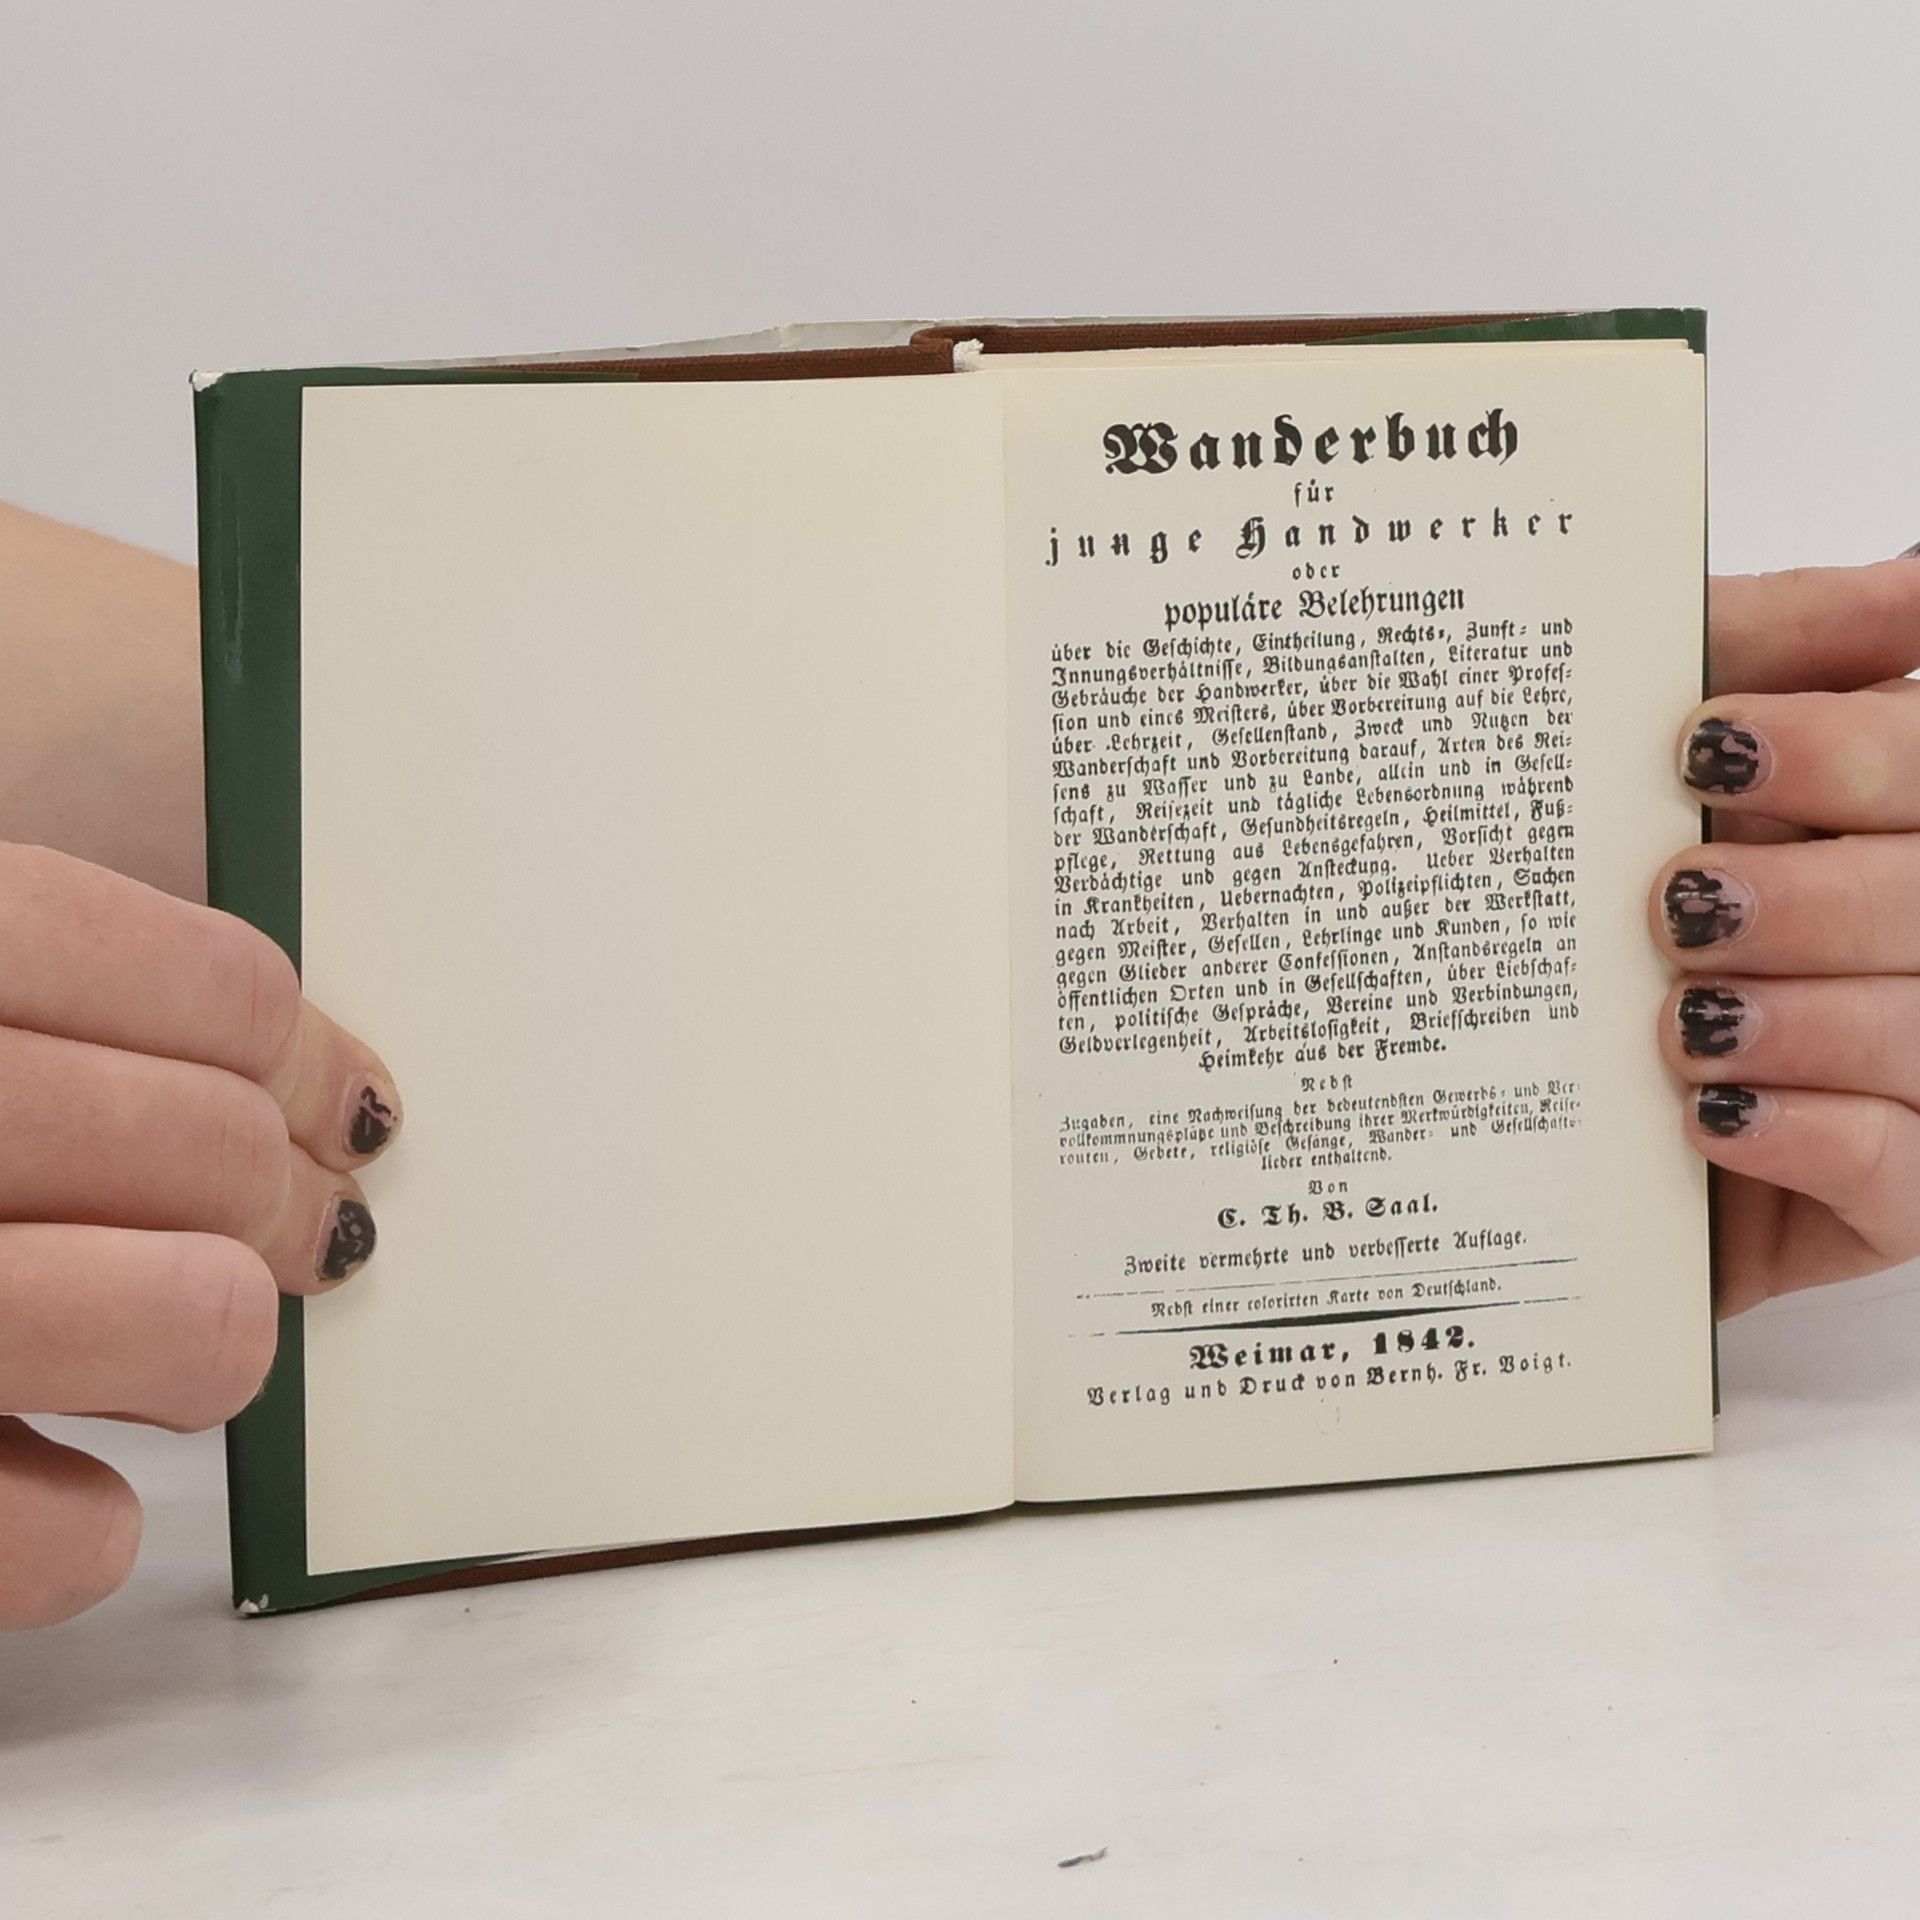 Wanderbuch
für
junge Handwerker
oder
populäre Belehrungen
über die Geschichte, Eintheilung, Rechts-, Zunft- und
Innungsverhältnisse, Bildungsanstalten, Literatur und
Gebräuche der Handwerker, über die Wahl einer Profes-
sion und eines Meisters, über Vorbereitung auf die Lehre,
über Lehrzeit, Gesellenstand, Zweck und Nutzen der
Wanderschaft und Vorbereitung darauf, Arten des Rei-
sens zu Wasser und zu Lande, allein und in Gesell-
schaft, Reisezeit und tägliche Lebensordnung während
der Wanderschaft, Gesundheitsregeln, Heilmittel, Fuß-
pflege, Rettung aus Lebensgefahren, Vorsicht gegen
Verdächtige und gegen Ansteckung. Ueber Verhalten
in Krankheiten, Uebernachten, Polizeipflichten, Suchen
nach Arbeit, Verhalten in und außer der Werkstatt,
gegen Meister, Gesellen, Lehrlinge und Kunden, so wie
gegen Glieder anderer Confessionen, Anstandsregeln an
öffentlichen Orten und in Gesellschaften, über Liebschaf-
ten, politische Gespräche, Vereine und Verbindungen,
Geldverlegenheit, Arbeitslosigkeit, Briefschreiben und
Heimkehr aus der Fremde.
Nebst
Zugaben, eine Nachweisung der bedeutendsten Gewerbs- und Ver-
vollkommnungspläße und Beschreibung ihrer Merkwürdigkeiten, Reise-
routen, Gebete, religiöse Gesänge, Wander- und Gesellschafts-
lieder enthaltend.
Von
C. Th. B. Saal.
Zweite vermehrte und verbesserte Auflage.
Nebst einer colorirten Karte von Deutschland.
Weimar, 1842.
Verlag und Druck von Bernh. Fr. Voigt.